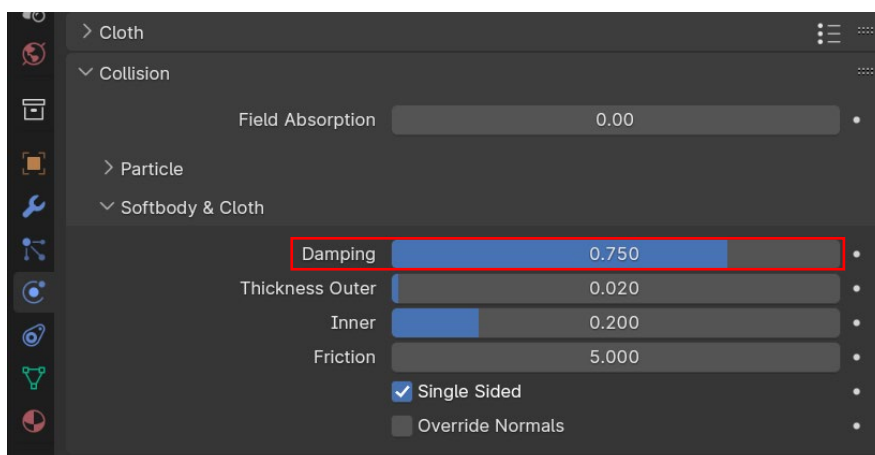 Cloth
Collision
Field Absorption 0.00
Particle
Softbody & Cloth
Damping 0.750
Thickness Outer 0.020
Inner 0.200
Friction 5.000
Single Sided
Override Normals